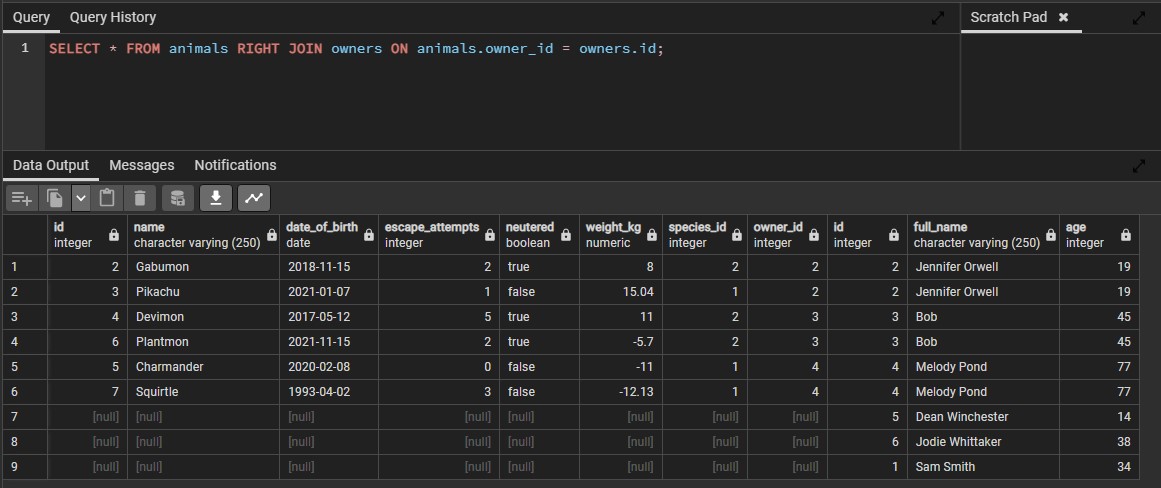 Query Query History Scratch Pad ×
1 SELECT * FROM animals RIGHT JOIN owners ON animals.owner_id = owners.id;
Data Output Messages Notifications
id name date_of_birth escape_attempts neutered weight_kg species_id owner_id id full_name age
integer character varying (250) date integer boolean numeric integer integer integer character varying (250) integer
1 2 Gabumon 2018-11-15 2 true 8 2 2 2 Jennifer Orwell 19
2 3 Pikachu 2021-01-07 1 false 15.04 1 2 2 Jennifer Orwell 19
3 4 Devimon 2017-05-12 5 true 11 2 3 3 Bob 45
4 6 Plantmon 2021-11-15 2 true -5.7 2 3 3 Bob 45
5 5 Charmander 2020-02-08 0 false -11 1 4 4 Melody Pond 77
6 7 Squirtle 1993-04-02 3 false -12.13 1 4 4 Melody Pond 77
7 [null] [null] [null] [null] [null] [null] [null] [null] 5 Dean Winchester 14
8 [null] [null] [null] [null] [null] [null] [null] [null] 6 Jodie Whittaker 38
9 [null] [null] [null] [null] [null] [null] [null] [null] 1 Sam Smith 34